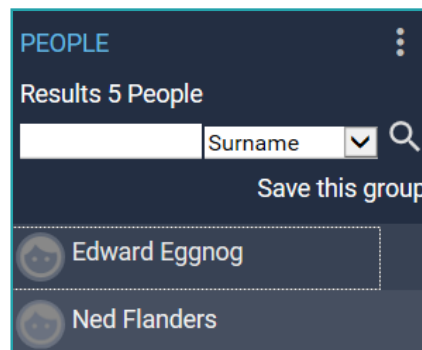 PEOPLE
Results 5 People
Surname
Save this group
Edward Eggnog
Ned Flanders